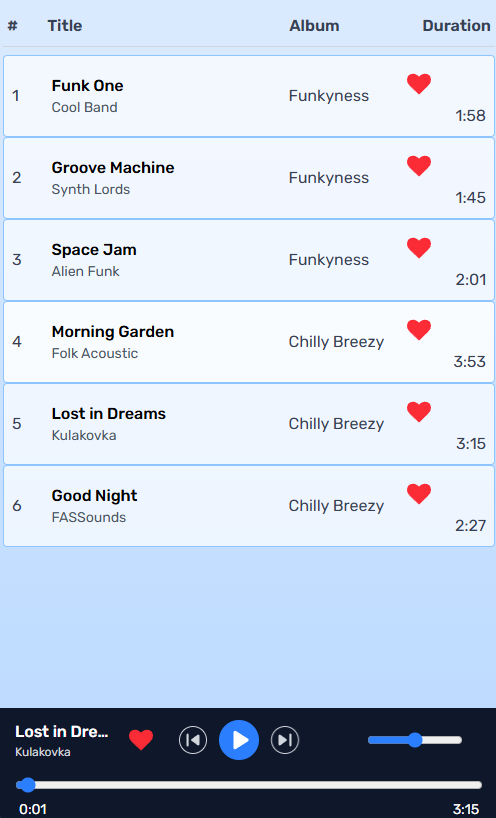 # Title Album Duration
1 Funk One Funkyness
Cool Band
1:58
2 Groove Machine Funkyness
Synth Lords
1:45
3 Space Jam Funkyness
Alien Funk
2:01
4 Morning Garden Chilly Breezy
Folk Acoustic
3:53
5 Lost in Dreams Chilly Breezy
Kulakovka
3:15
6 Good Night Chilly Breezy
FASSounds
2:27
Lost in Dre...
Kulakovka
0:01 3:15